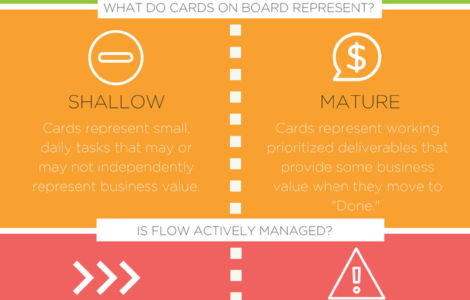 WHAT DO CARDS ON BOARD REPRESENT?
SHALLOW
Cards represent small,
daily tasks that may or
may not independently
represent business value.
MATURE
Cards represent working
prioritized deliverables that
provide some business
value when they move to
"Done."
IS FLOW ACTIVELY MANAGED?